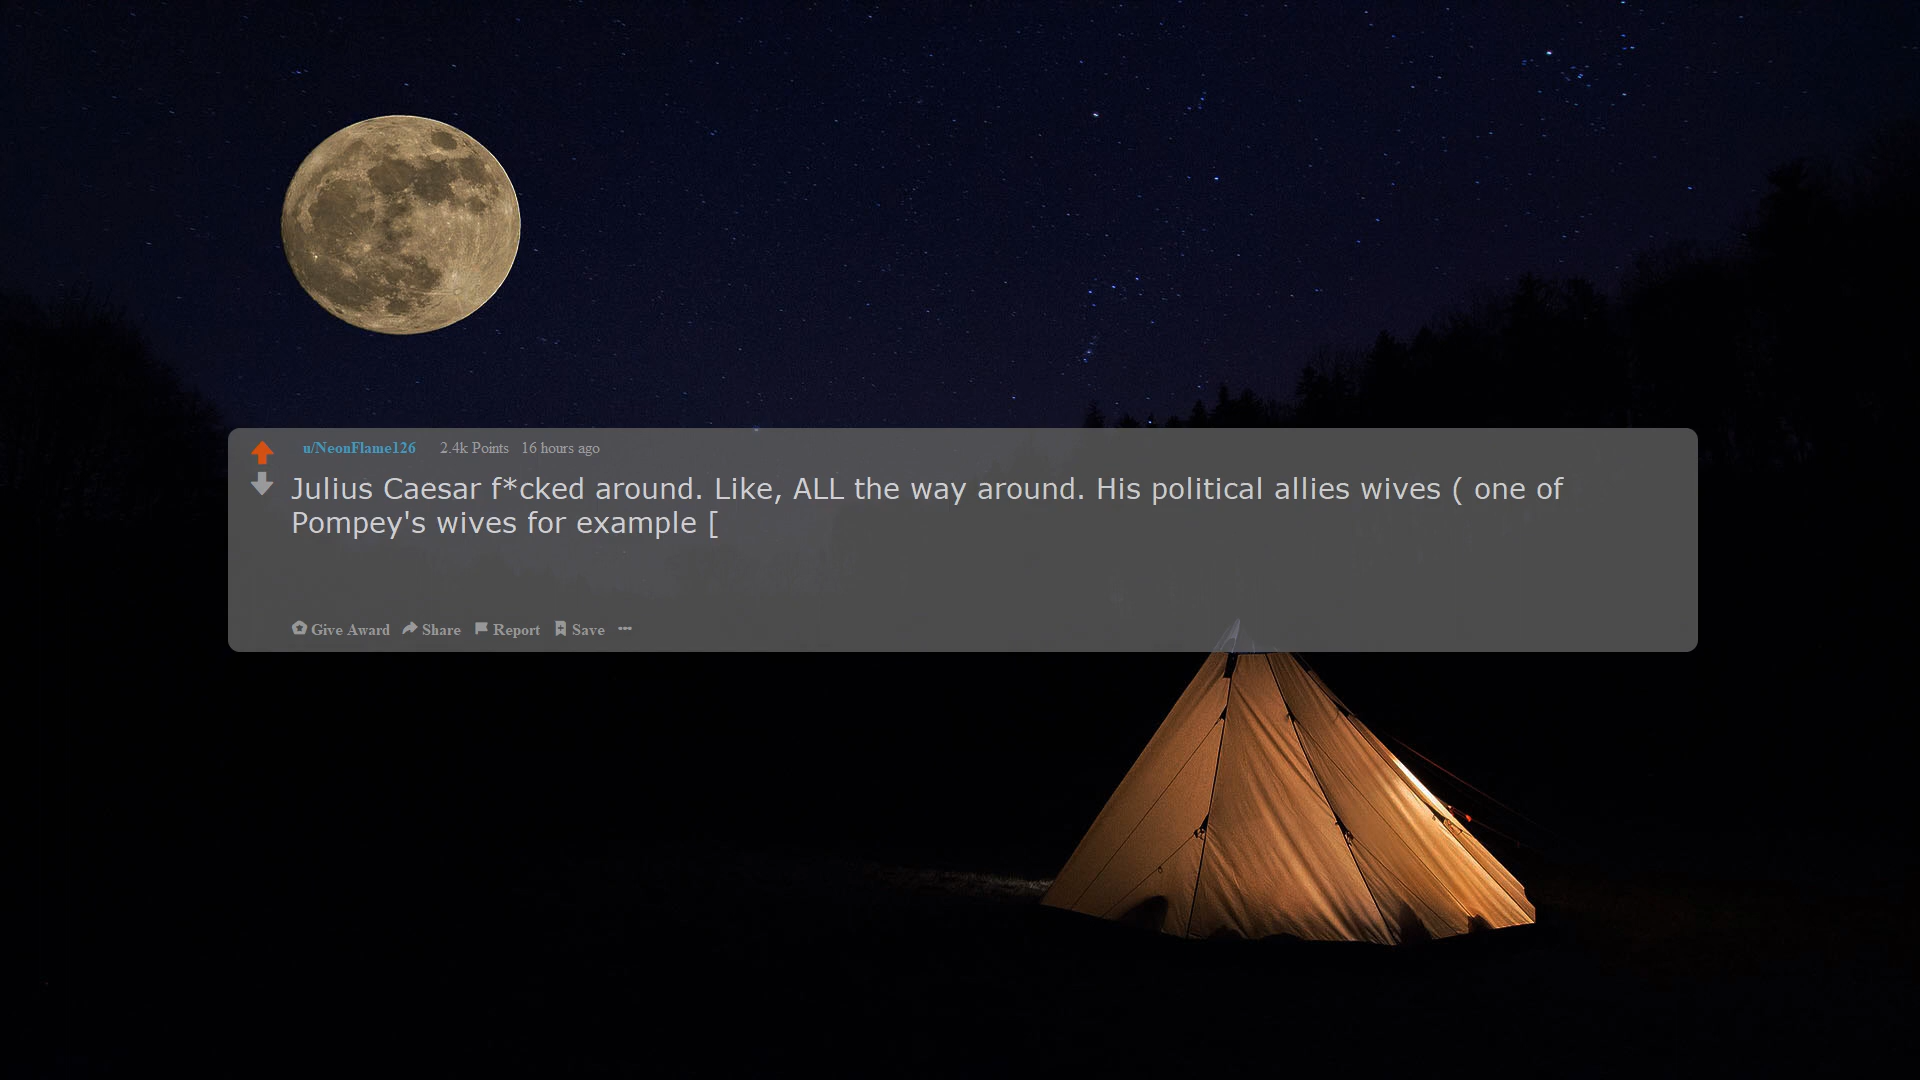 u/NeonFlame126 2.4k Points 16 hours ago
Julius Caesar f*cked around. Like, ALL the way around. His political allies wives ( one of
Pompey's wives for example [
Give Award Share Report Save